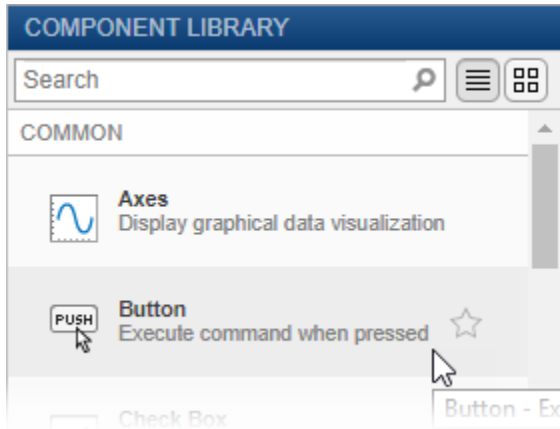 COMPONENT LIBRARY
Search
COMMON
Axes
Display graphical data visualization
PUSH
Button
Execute command when pressed
Check Box
Button - Ex